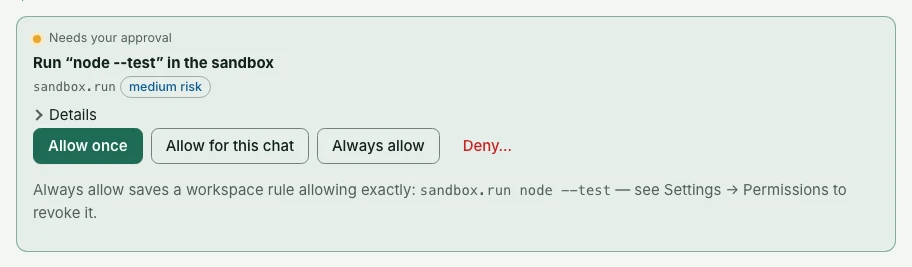 Needs your approval
Run “node --test” in the sandbox
sandbox.run medium risk
Details
Allow once Allow for this chat Always allow Deny...
Always allow saves a workspace rule allowing exactly: sandbox.run node --test — see Settings → Permissions to
revoke it.